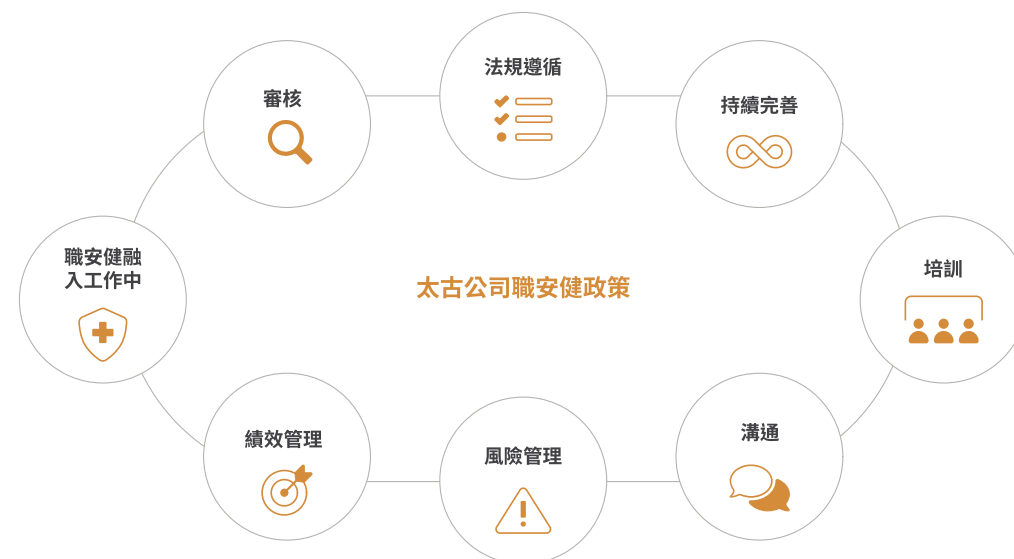 法規遵循
審核
持續完善
職安健融
入工作中
太古公司職安健政策
培訓
績效管理
風險管理
溝通